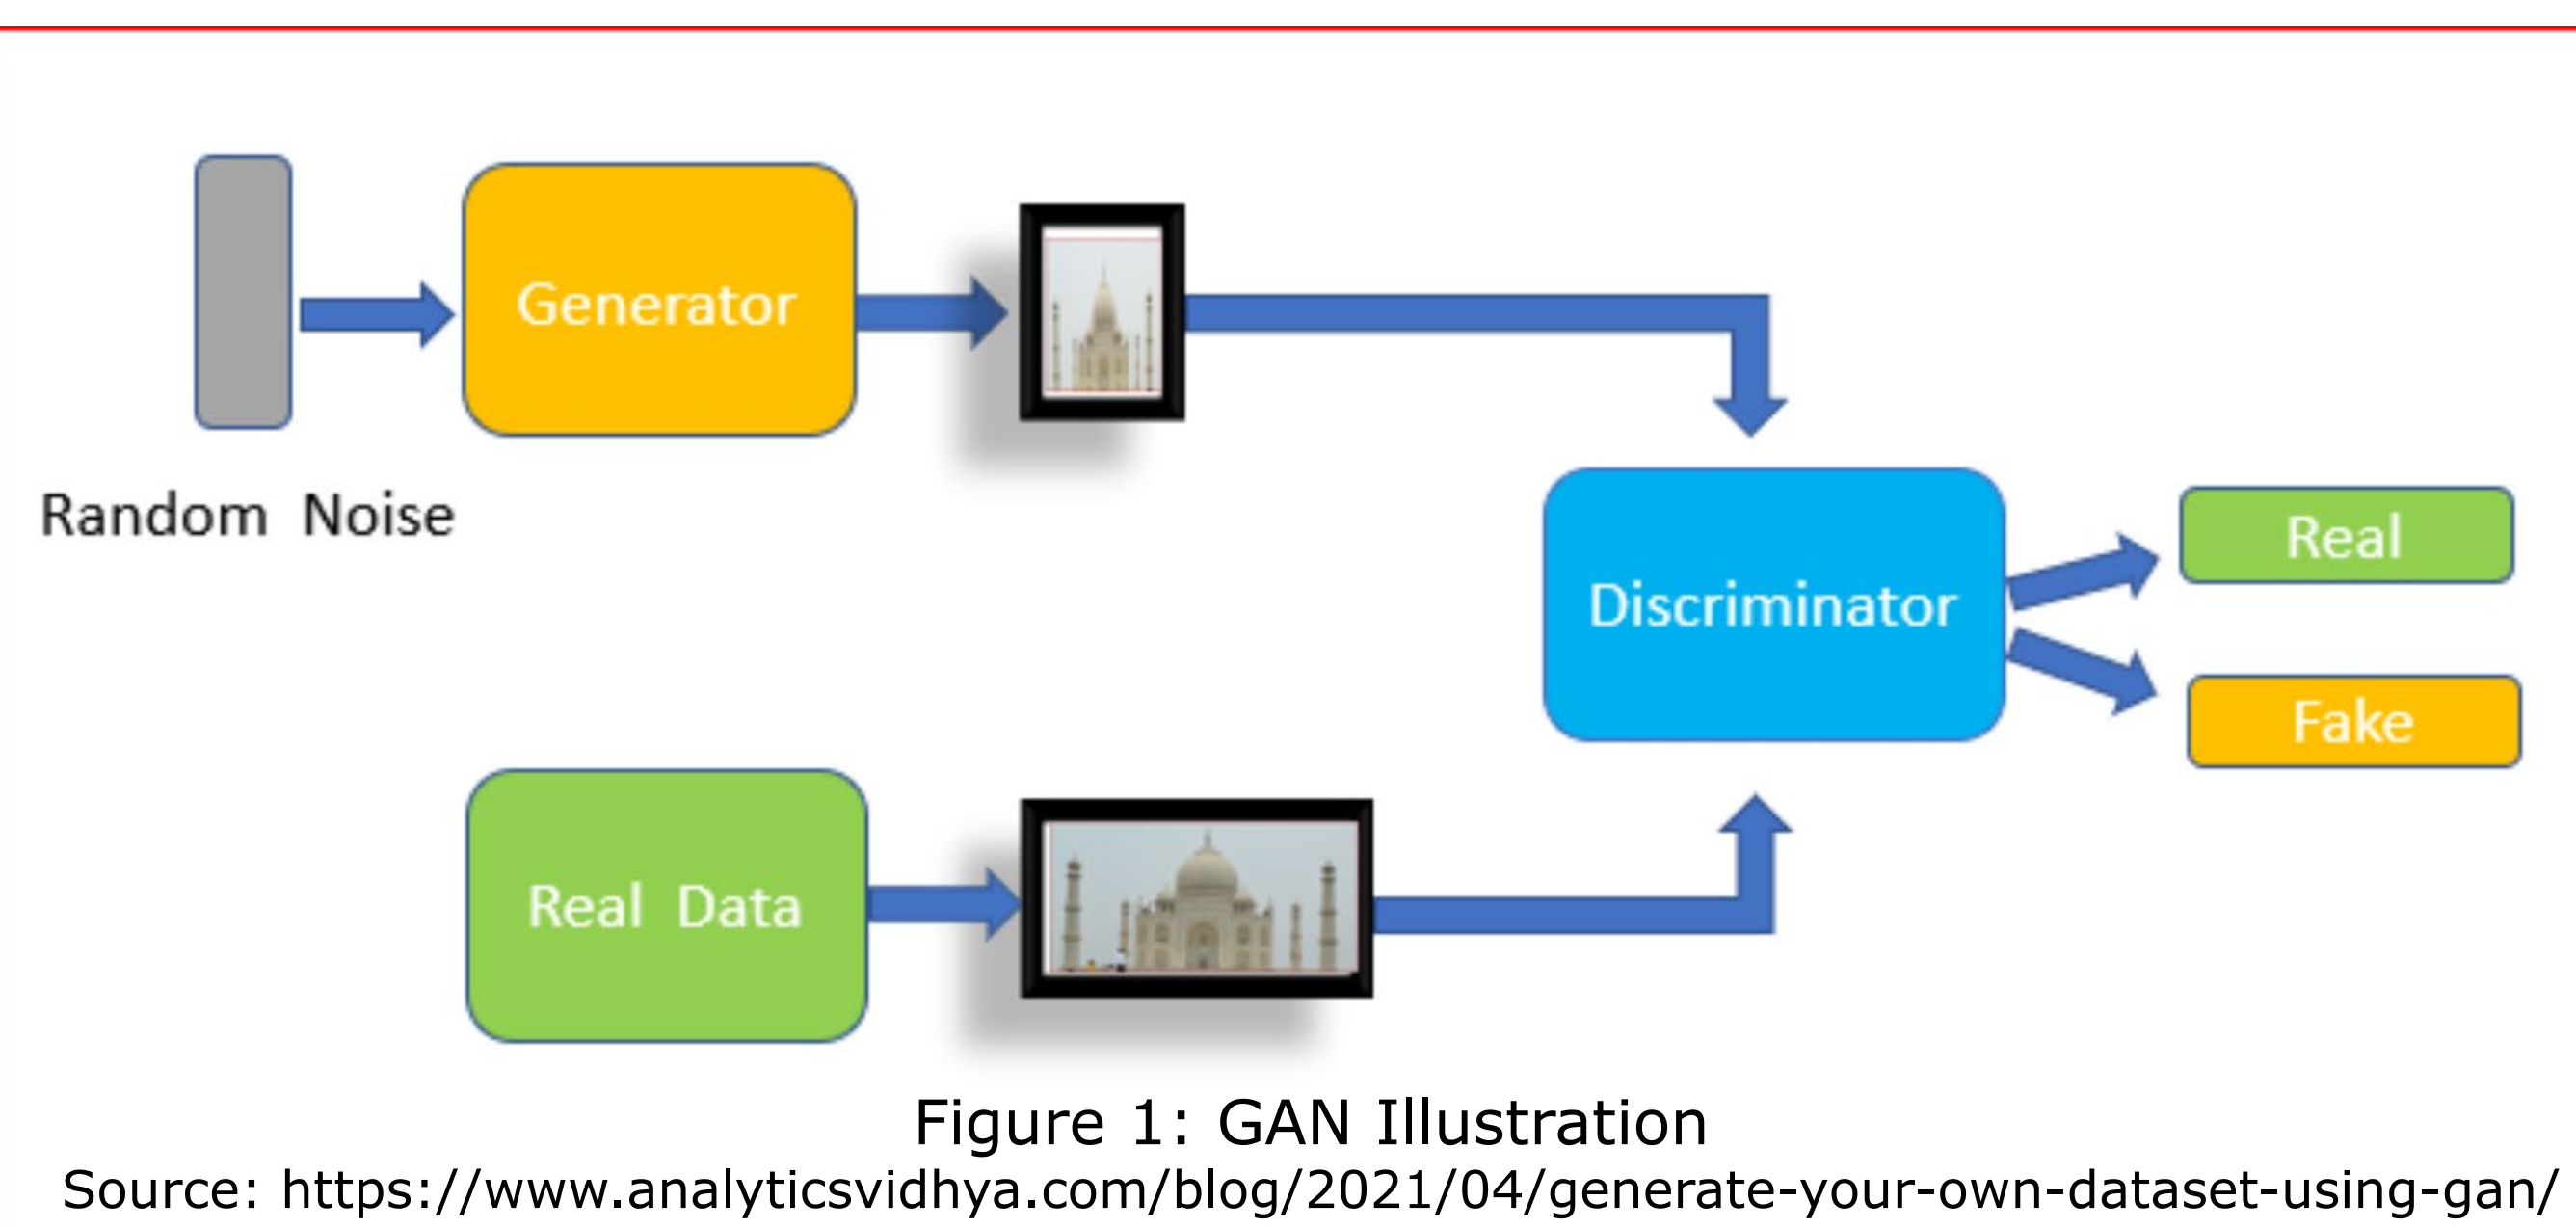 Generator
Random Noise
Discriminator
Real
Fake
Real Data
Figure 1: GAN Illustration
Source: https://www.analyticsvidhya.com/blog/2021/04/generate-your-own-dataset-using-gan/